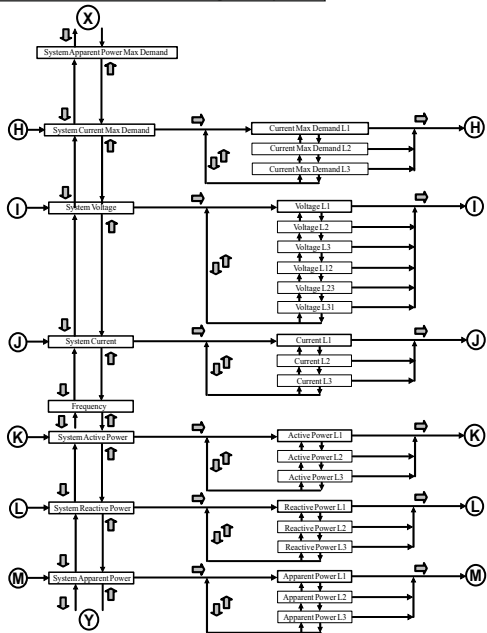 X
System Apparent Power Max Demand
H
System Current Max Demand
Current Max Demand L1
H
Current Max Demand L2
Current Max Demand L3
I
System Voltage
Voltage L1
I
Voltage L2
Voltage L3
Voltage L12
Voltage L23
Voltage L31
J
System Current
Current L1
J
Current L2
Current L3
Frequency
K
System Active Power
Active Power L1
K
Active Power L2
Active Power L3
L
System Reactive Power
Reactive Power L1
L
Reactive Power L2
Reactive Power L3
M
System Apparent Power
Apparent Power L1
M
Apparent Power L2
Apparent Power L3
Y